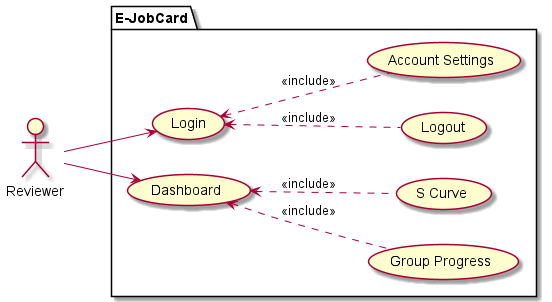 E-JobCard
Account Settings
«include»
Login
«include»
Logout
Reviewer
Dashboard
«include»
S Curve
«include»
Group Progress